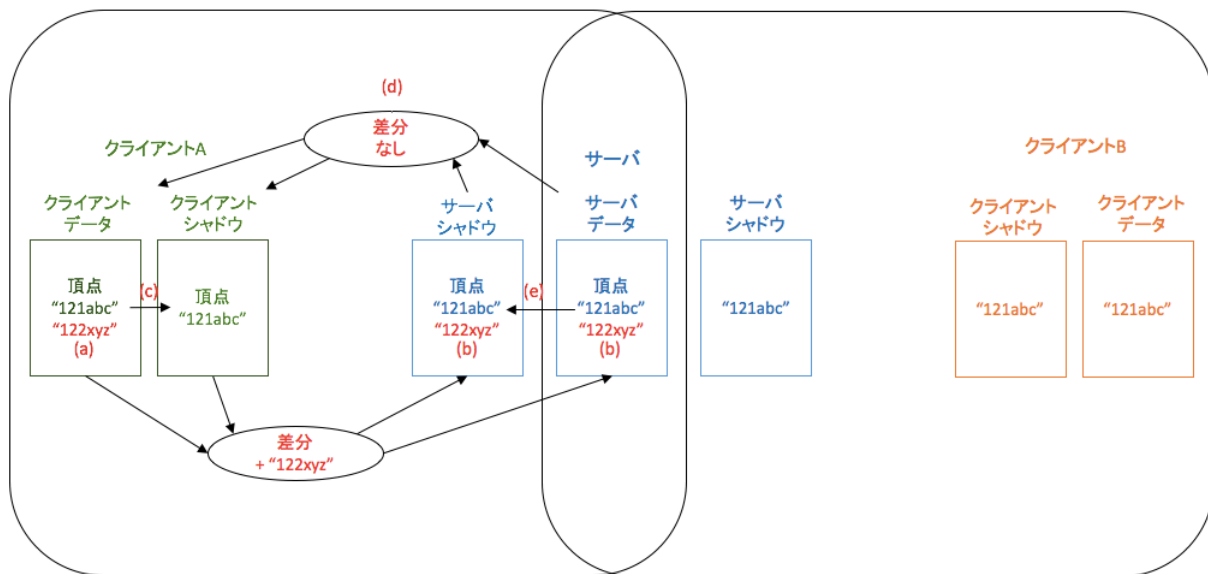 (d)
差分
なし
クライアントA
サーバ
クライアントB
クライアント
データ
クライアント
シャドウ
サーバ
シャドウ
サーバ
データ
サーバ
シャドウ
クライアント
シャドウ
クライアント
データ
頂点
“121abc”
“122xyz”
(a)
(c)
頂点
“121abc”
頂点
“121abc”
“122xyz”
(b)
(e)
頂点
“121abc”
“122xyz”
(b)
“121abc”
“121abc”
“121abc”
差分
+ “122xyz”